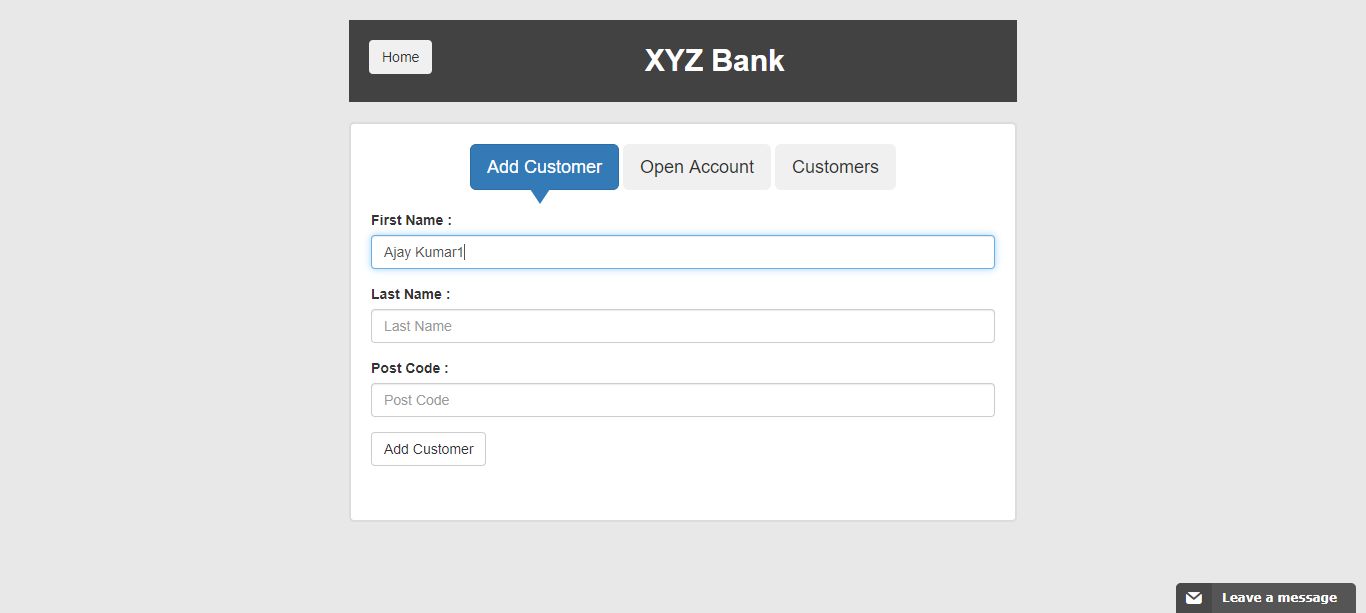 Home
XYZ Bank
Add Customer
Open Account
Customers
First Name :
Ajay Kumar1
Last Name :
Last Name
Post Code :
Post Code
Add Customer
Leave a message